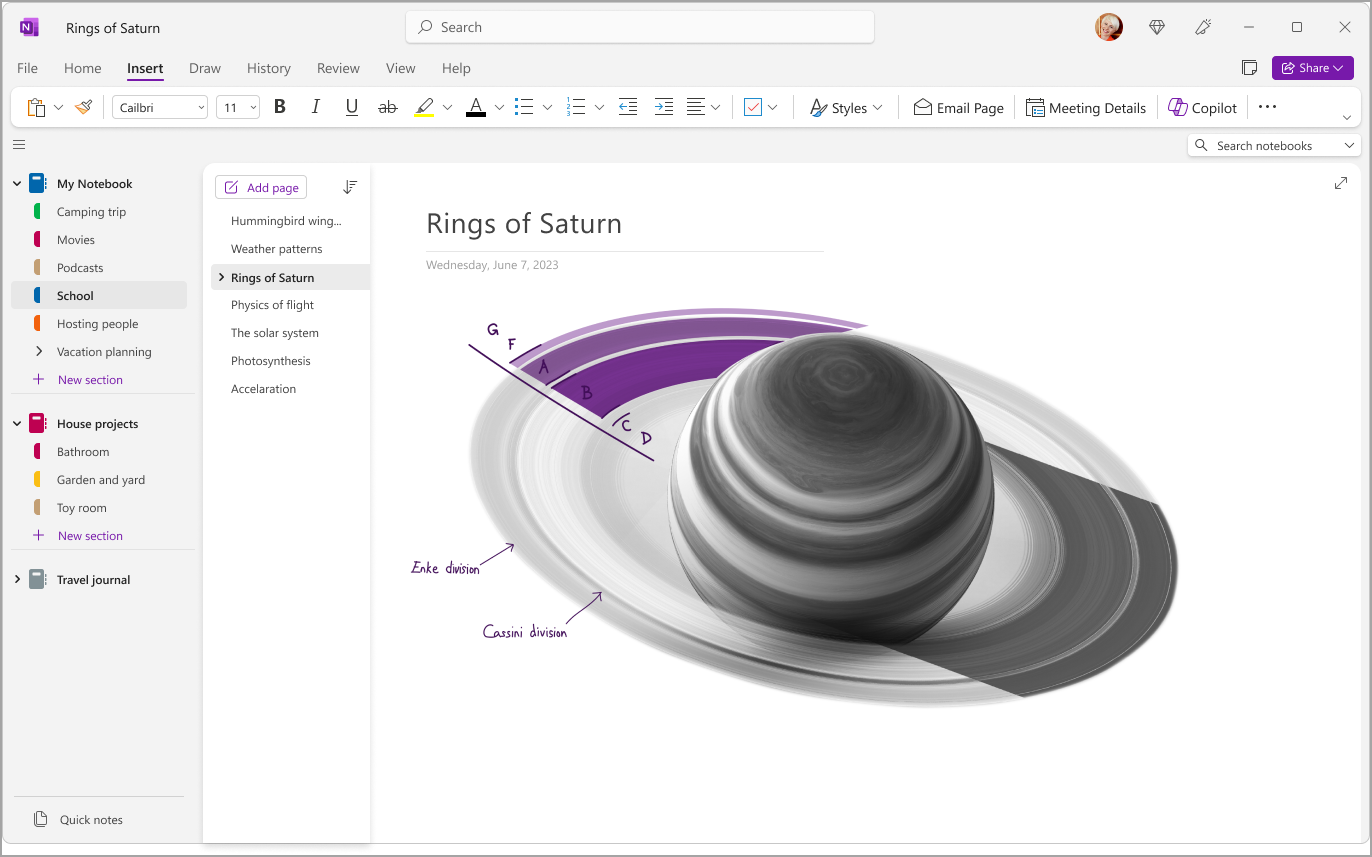 Rings of Saturn
Search
File Home Insert Draw History Review View Help
Share
Cailbri 11 B I U ab A Styles Email Page Meeting Details Copilot
Search notebooks
My Notebook
Camping trip
Movies
Podcasts
School
Hosting people
Vacation planning
New section
House projects
Bathroom
Garden and yard
Toy room
New section
Travel journal
Quick notes
Add page
Hummingbird wing...
Weather patterns
Rings of Saturn
Physics of flight
The solar system
Photosynthesis
Accelaration
Rings of Saturn
Wednesday, June 7, 2023
G
F
A
B
C
D
Enke division
Cassini division